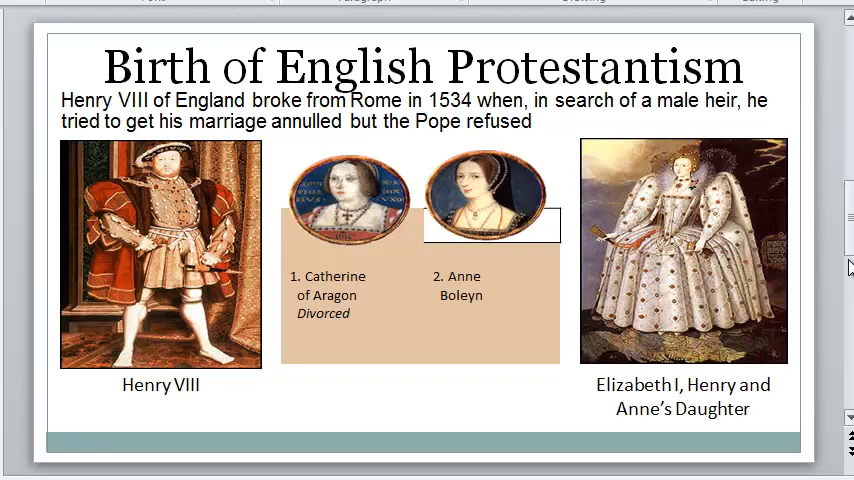 Birth of English Protestantism
Henry VIII of England broke from Rome in 1534 when, in search of a male heir, he
tried to get his marriage annulled but the Pope refused
1. Catherine
of Aragon
Divorced
2. Anne
Boleyn
Henry VIII
Elizabeth I, Henry and
Anne's Daughter